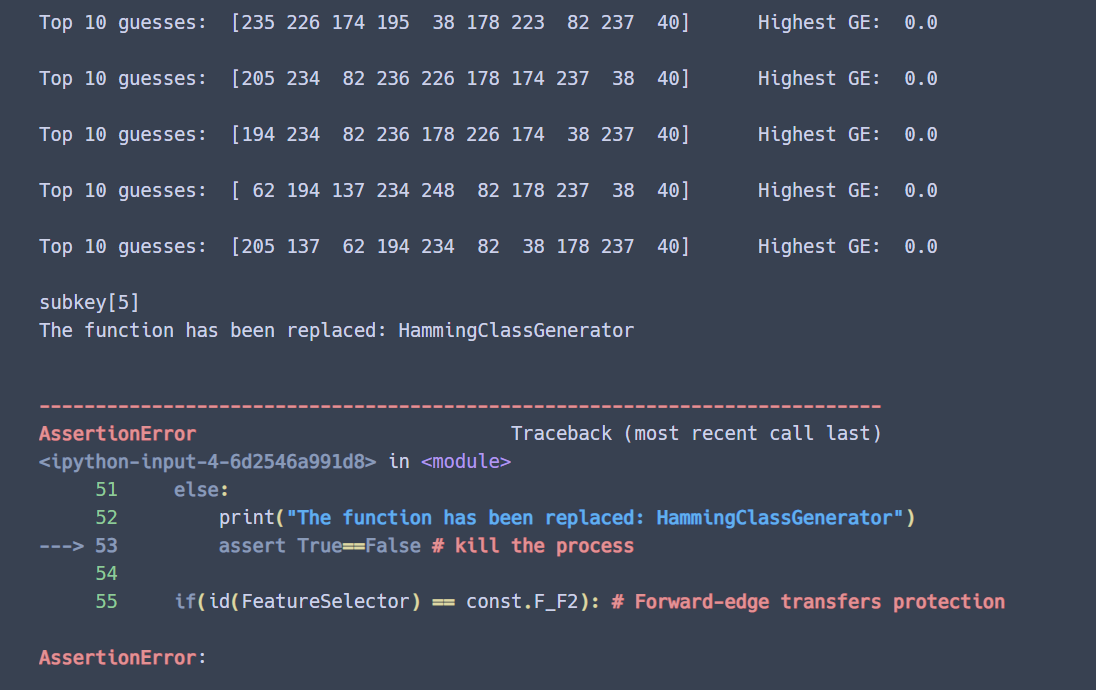 Top 10 guesses:  [235 226 174 195  38 178 223  82 237  40]      Highest GE:  0.0
Top 10 guesses:  [205 234  82 236 226 178 174 237  38  40]      Highest GE:  0.0
Top 10 guesses:  [194 234  82 236 178 226 174  38 237  40]      Highest GE:  0.0
Top 10 guesses:  [ 62 194 137 234 248  82 178 237  38  40]      Highest GE:  0.0
Top 10 guesses:  [205 137  62 194 234  82  38 178 237  40]      Highest GE:  0.0
subkey[5]
The function has been replaced: HammingClassGenerator
---------------------------------------------------------------------------
AssertionError                            Traceback (most recent call last)
<ipython-input-4-6d2546a991d8> in <module>
     51     else:
     52         print("The function has been replaced: HammingClassGenerator")
---> 53         assert True==False # kill the process
     54
     55     if(id(FeatureSelector) == const.F_F2): # Forward-edge transfers protection
AssertionError: